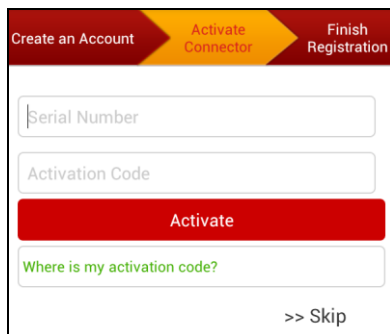 Create an Account
Activate
Connector
Finish
Registration
Serial Number
Activation Code
Activate
Where is my activation code?
>> Skip